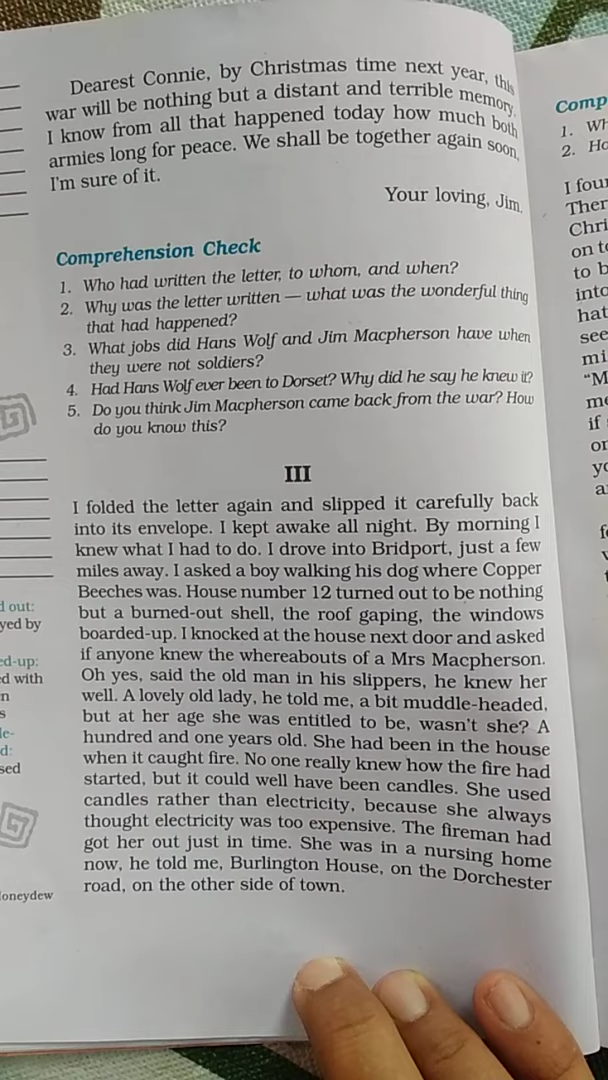 Dearest Connie, by Christmas time next year, this
war will be nothing but a distant and terrible memory.
I know from all that happened today how much both
armies long for peace. We shall be together again soon,
I'm sure of it.
Your loving, Jim.
Comprehension Check
1. Who had written the letter, to whom, and when?
2. Why was the letter written — what was the wonderful thing
that had happened?
3. What jobs did Hans Wolf and Jim Macpherson have when
they were not soldiers?
4. Had Hans Wolf ever been to Dorset? Why did he say he knew it?
5. Do you think Jim Macpherson came back from the war? How
do you know this?
III
I folded the letter again and slipped it carefully back
into its envelope. I kept awake all night. By morning I
knew what I had to do. I drove into Bridport, just a few
miles away. I asked a boy walking his dog where Copper
Beeches was. House number 12 turned out to be nothing
but a burned-out shell, the roof gaping, the windows
boarded-up. I knocked at the house next door and asked
if anyone knew the whereabouts of a Mrs Macpherson.
Oh yes, said the old man in his slippers, he knew her
well. A lovely old lady, he told me, a bit muddle-headed,
but at her age she was entitled to be, wasn't she? A
hundred and one years old. She had been in the house
when it caught fire. No one really knew how the fire had
started, but it could well have been candles. She used
candles rather than electricity, because she always
thought electricity was too expensive. The fireman had
got her out just in time. She was in a nursing home
now, he told me, Burlington House, on the Dorchester
road, on the other side of town.
out:
yed by
ed-up:
d with
oneydew
Comp
1. Wh
2. Ho
I four
Ther
Chri
on to
to b
into
hat
see
mi
"M
me
if
or
yo